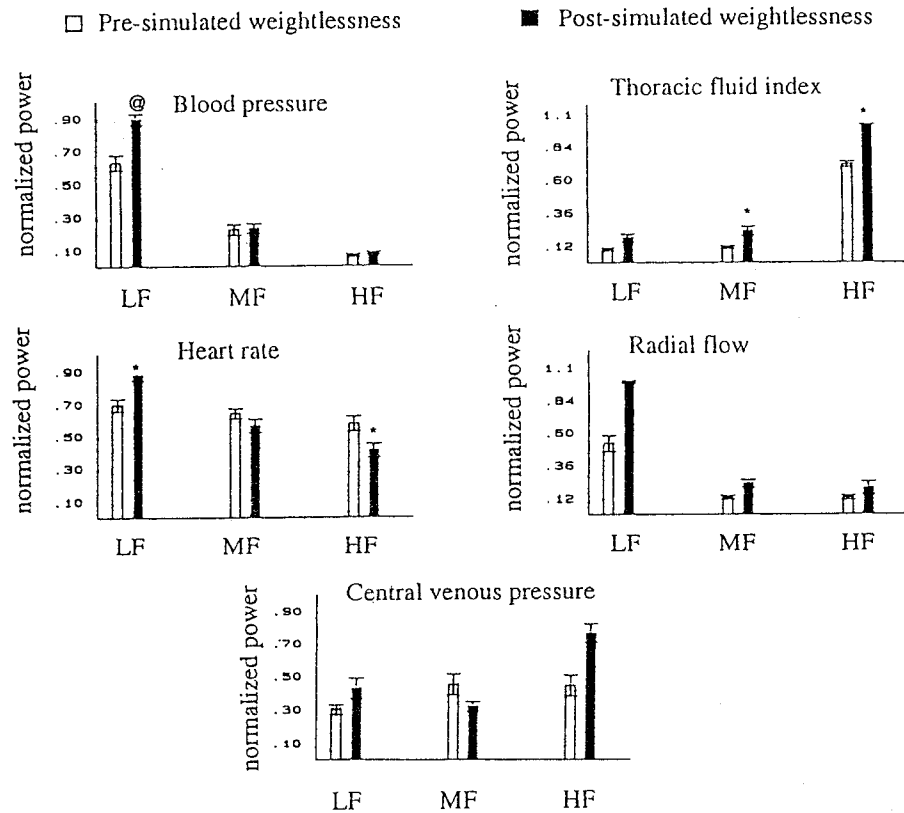 Pre-simulated weightlessness
Post-simulated weightlessness
Blood pressure
normalized power
.90
.70
.50
.30
.10
@
LF MF HF
Thoracic fluid index
normalized power
1.1
.84
.60
.36
.12
*
*
LF MF HF
Heart rate
normalized power
.90
.70
.50
.30
.10
*
*
LF MF HF
Radial flow
normalized power
1.1
.84
.50
.36
.12
LF MF HF
Central venous pressure
normalized power
.90
.70
.50
.30
.10
LF MF HF